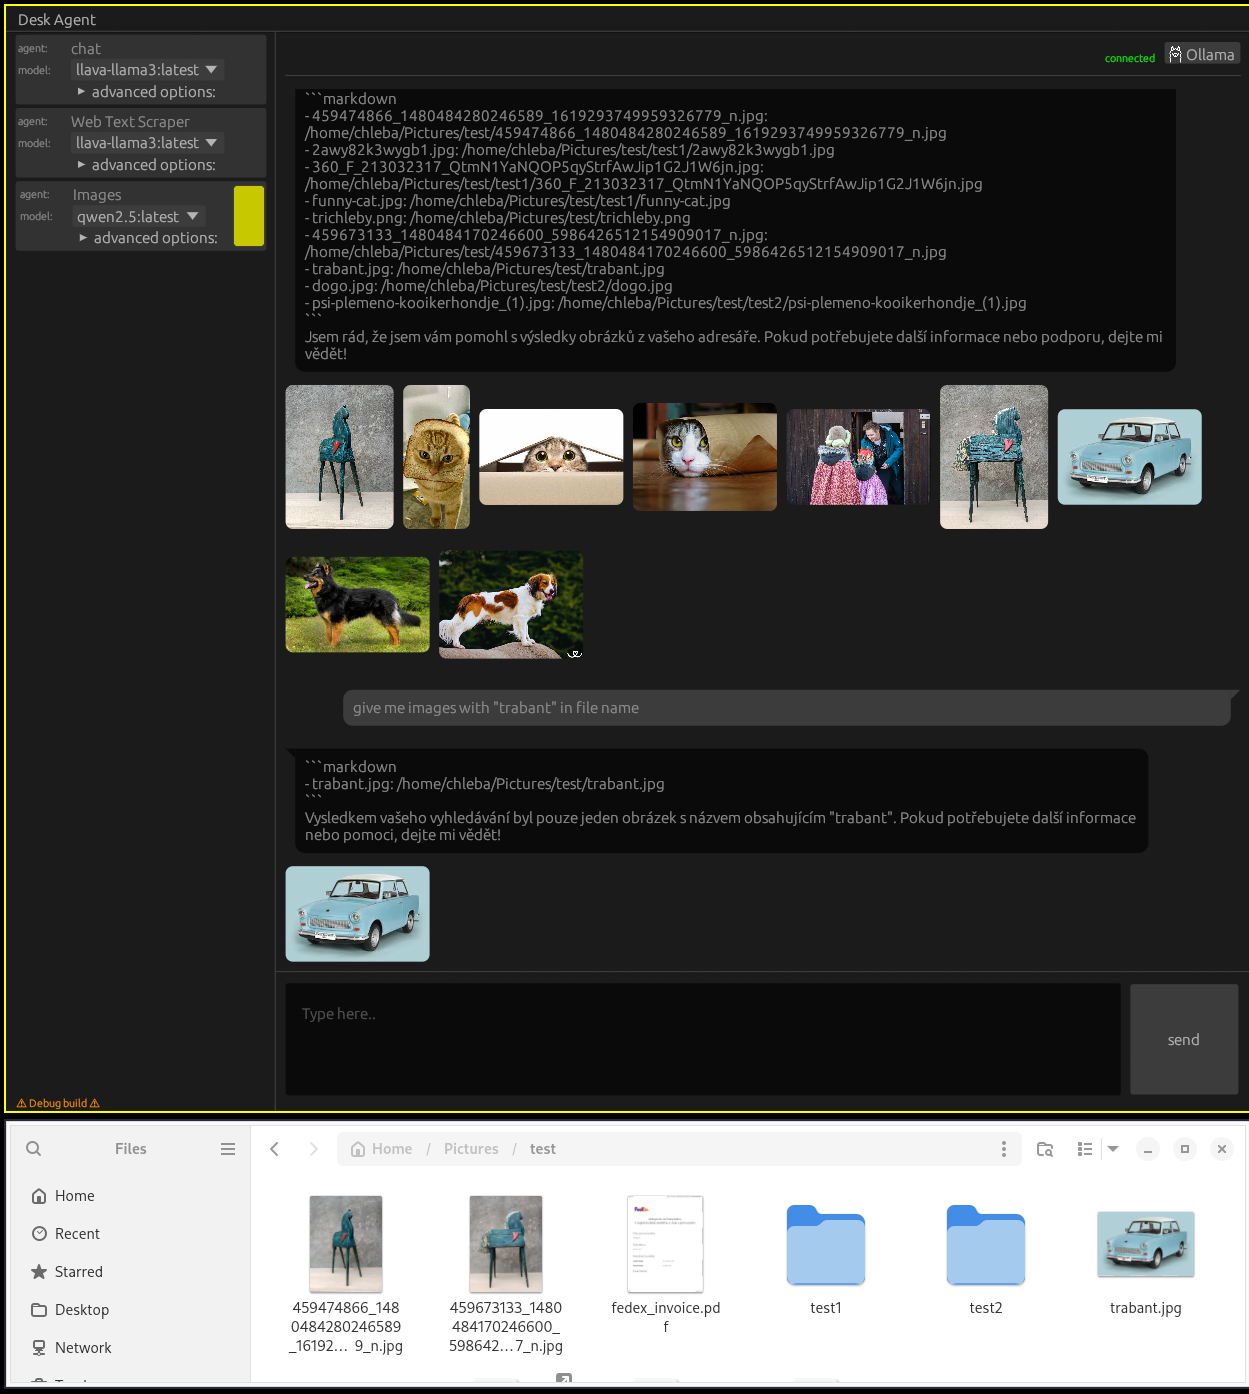 Desk Agent
agent: chat
model: llava-llama3:latest
advanced options:
agent: Web Text Scraper
model: llava-llama3:latest
advanced options:
agent: Images
model: qwen2.5:latest
advanced options:
⚠ Debug build ⚠
connected
Ollama
```markdown
- 459474866_1480484280246589_1619293749959326779_n.jpg:
/home/chleba/Pictures/test/459474866_1480484280246589_1619293749959326779_n.jpg
- 2awy82k3wygb1.jpg: /home/chleba/Pictures/test/test1/2awy82k3wygb1.jpg
- 360_F_213032317_QtmN1YaNQOP5qyStrfAwJip1G2J1W6jn.jpg:
/home/chleba/Pictures/test/test1/360_F_213032317_QtmN1YaNQOP5qyStrfAwJip1G2J1W6jn.jpg
- funny-cat.jpg: /home/chleba/Pictures/test/test1/funny-cat.jpg
- trichleby.png: /home/chleba/Pictures/test/trichleby.png
- 459673133_1480484170246600_5986426512154909017_n.jpg:
/home/chleba/Pictures/test/459673133_1480484170246600_5986426512154909017_n.jpg
- trabant.jpg: /home/chleba/Pictures/test/trabant.jpg
- dogo.jpg: /home/chleba/Pictures/test/test2/dogo.jpg
- psi-plemeno-kooikerhondje_(1).jpg: /home/chleba/Pictures/test/test2/psi-plemeno-kooikerhondje_(1).jpg
```
Jsem rád, že jsem vám pomohl s výsledky obrázků z vašeho adresáře. Pokud potřebujete další informace nebo podporu, dejte mi
vědět!
give me images with "trabant" in file name
```markdown
- trabant.jpg: /home/chleba/Pictures/test/trabant.jpg
```
Vysledkem vašeho vyhledávání byl pouze jeden obrázek s názvem obsahujícím "trabant". Pokud potřebujete další informace
nebo pomoci, dejte mi vědět!
Type here..
send
Files
Home / Pictures / test
Home
Recent
Starred
Desktop
Network
FedEx
459474866_148
0484280246589
_16192... 9_n.jpg
459673133_1480
484170246600_
598642...7_n.jpg
fedex_invoice.pd
f
test1
test2
trabant.jpg